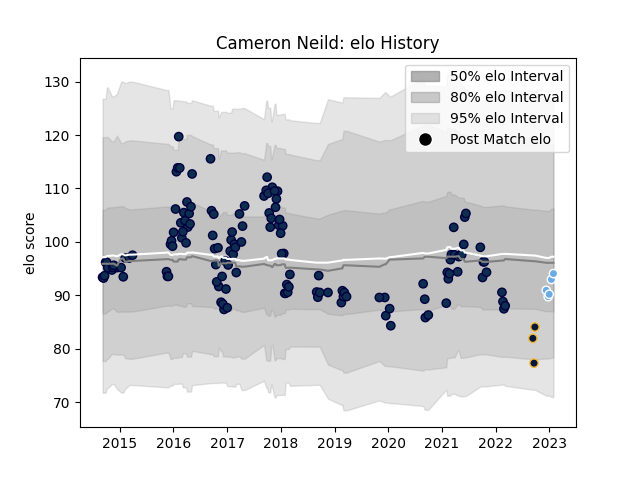 Cameron Neild: elo History
50% elo Interval
80% elo Interval
95% elo Interval
Post Match elo
elo score
130
120
110
100
90
80
70
2015 2016 2017 2018 2019 2020 2021 2022 2023